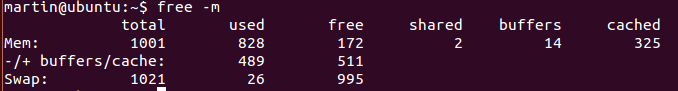 martin@ubuntu:~$ free -m
total used free shared buffers cached
Mem: 1001 828 172 2 14 325
-/+ buffers/cache: 489 511
Swap: 1021 26 995